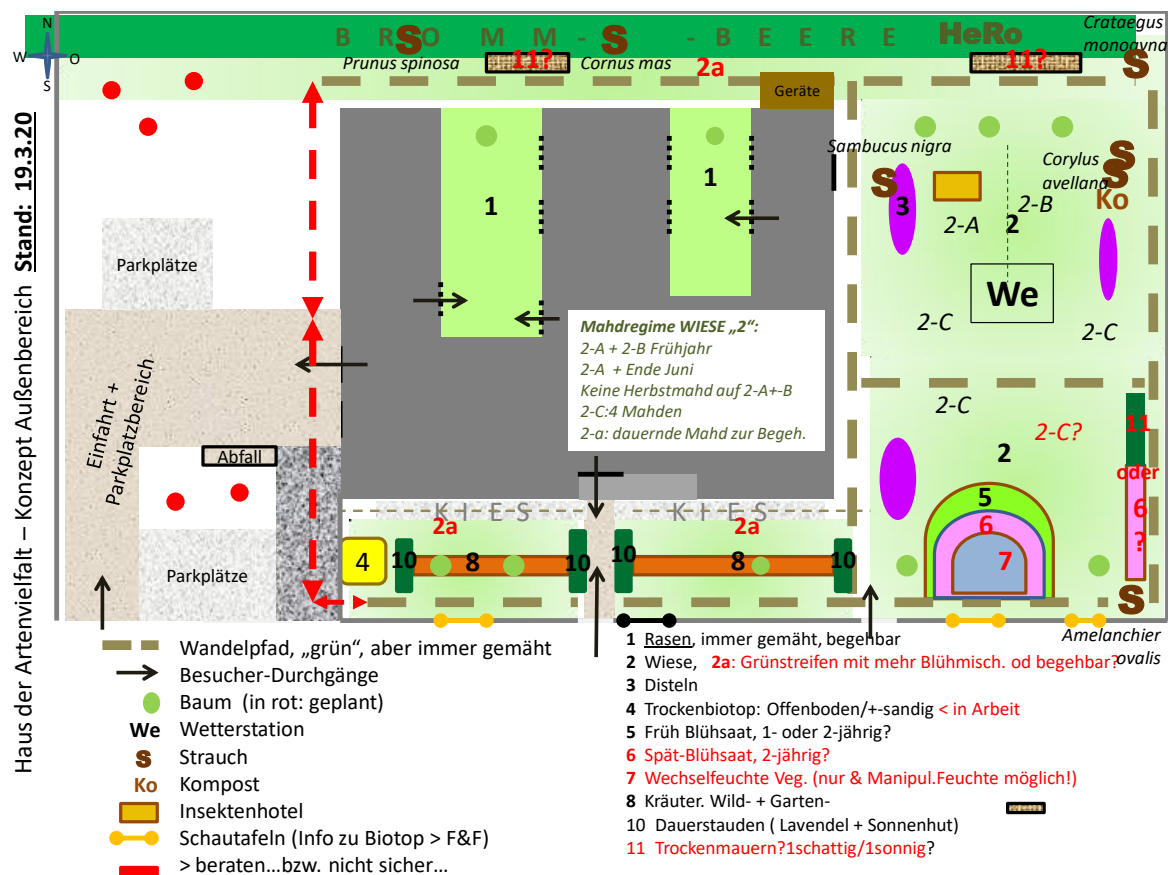 Haus der Artenvielfalt – Konzept Außenbereich Stand: 19.3.20
N
W
O
S
B R O M M - - B E E R E
S
S
HeRo
Crataegus
monogyna
Prunus spinosa
11?
Cornus mas
2a
11?
S
Geräte
Sambucus nigra
S
Corylus
avellana
S
S
Ko
1
1
3
2-A
2-B
2
We
2-C
2-C
Parkplätze
Einfahrt +
Parkplatzbereich
Abfall
Parkplätze
Mahdregime WIESE „2“:
2-A + 2-B Frühjahr
2-A + Ende Juni
Keine Herbstmahd auf 2-A+-B
2-C:4 Mahden
2-a: dauernde Mahd zur Begeh.
2-C
2-C?
2
11
oder
6
?
5
6
7
K I E S
K I E S
2a
2a
4
10
8
10
10
8
10
S
Amelanchier
ovalis
Wandelpfad, „grün“, aber immer gemäht
Besucher-Durchgänge
Baum (in rot: geplant)
We Wetterstation
S Strauch
Ko Kompost
Insektenhotel
Schautafeln (Info zu Biotop > F&F)
> beraten…bzw. nicht sicher…
1 Rasen, immer gemäht, begehbar
2 Wiese, 2a: Grünstreifen mit mehr Blühmisch. od begehbar?
3 Disteln
4 Trockenbiotop: Offenboden/+-sandig < in Arbeit
5 Früh Blühsaat, 1- oder 2-jährig?
6 Spät-Blühsaat, 2-jährig?
7 Wechselfeuchte Veg. (nur & Manipul.Feuchte möglich!)
8 Kräuter. Wild- + Garten-
10 Dauerstauden ( Lavendel + Sonnenhut)
11 Trockenmauern?1schattig/1sonnig?